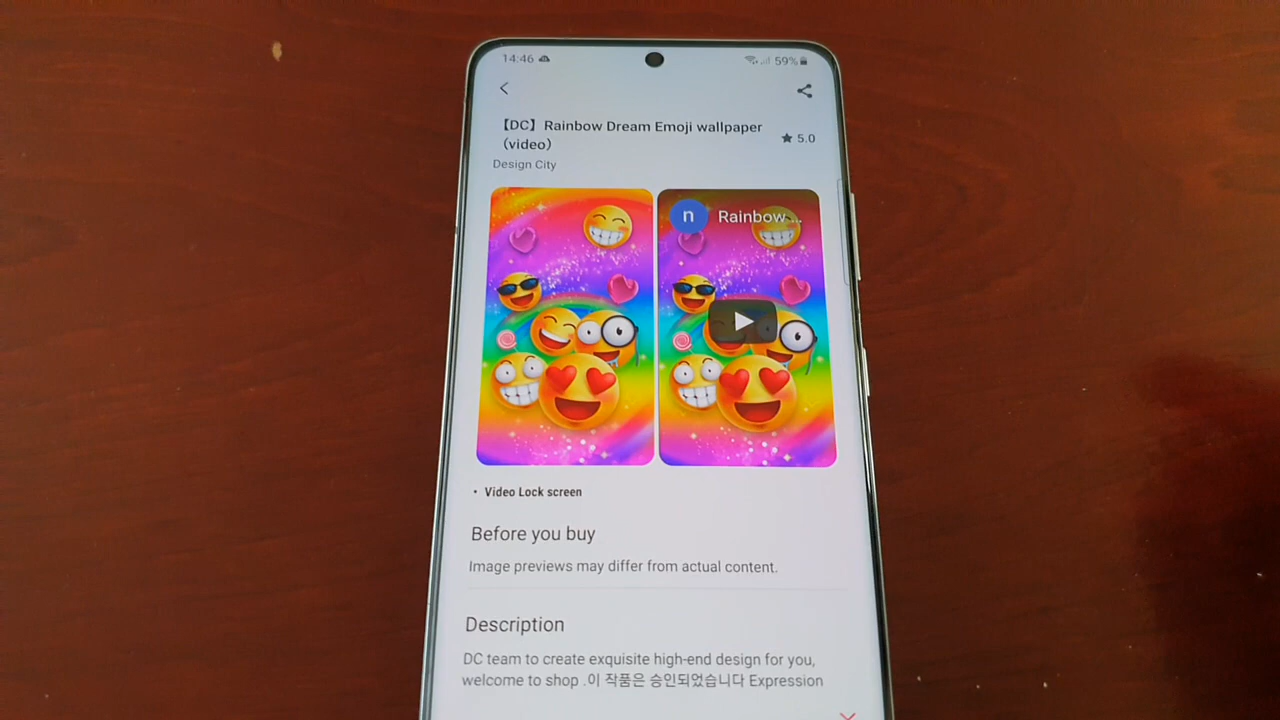 14:46
59%
【DC】Rainbow Dream Emoji wallpaper
（video）
★ 5.0
Design City
n Rainbow ...
• Video Lock screen
Before you buy
Image previews may differ from actual content.
Description
DC team to create exquisite high-end design for you,
welcome to shop .이 작품은 승인되었습니다 Expression